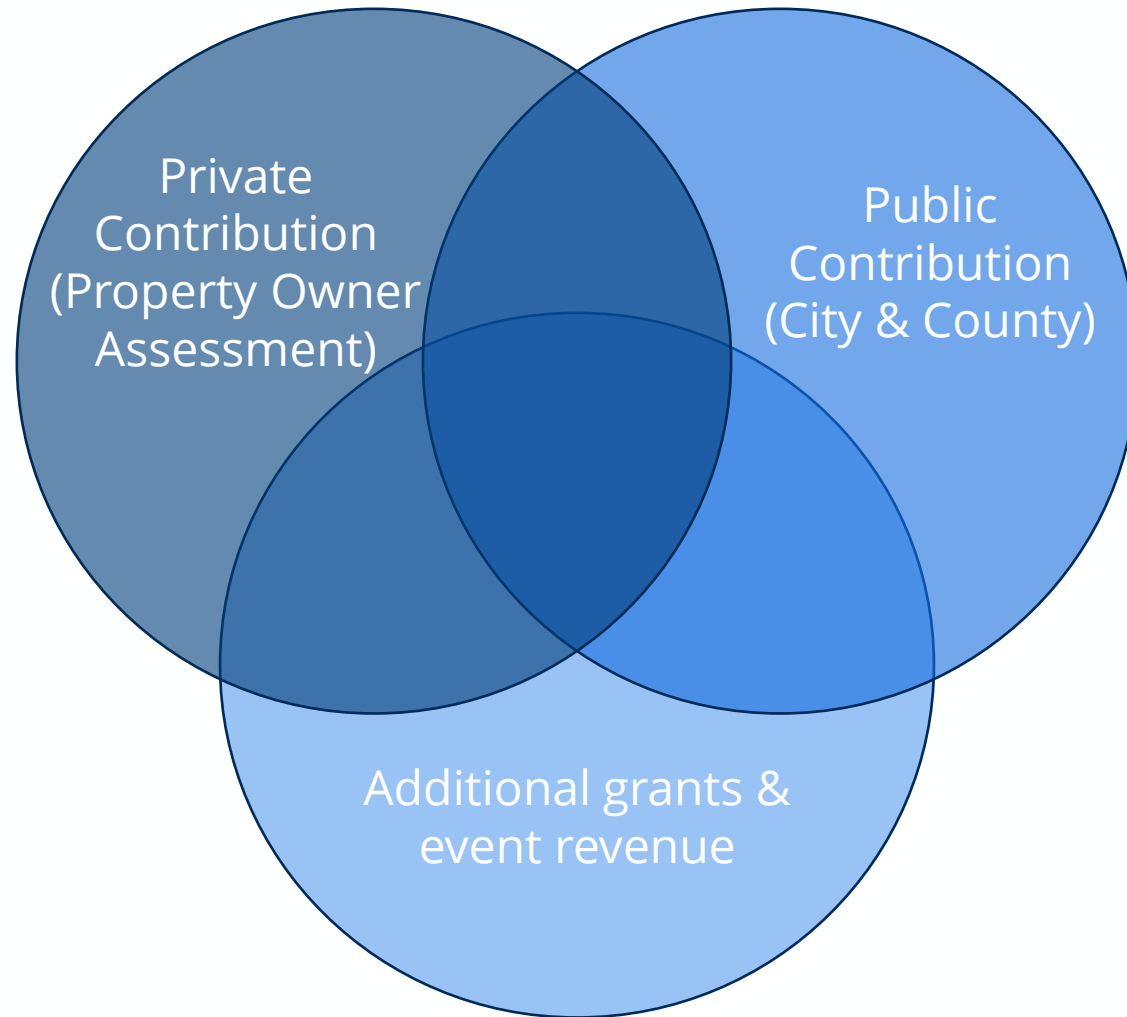 Private
Contribution
(Property Owner
Assessment)
Public
Contribution
(City & County)
Additional grants &
event revenue